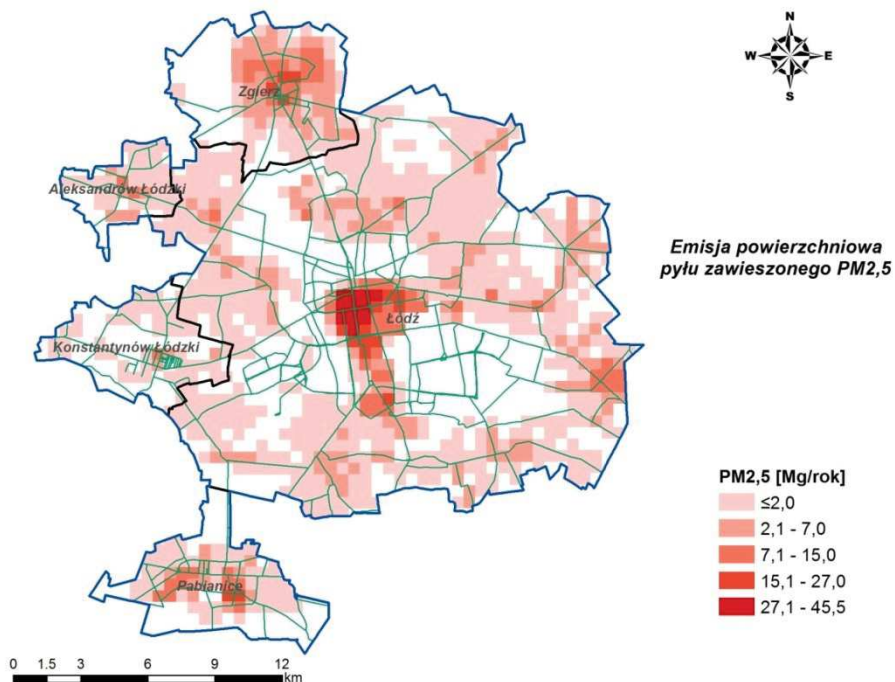 N
W E
S
Zgierz
Aleksandrów Łódzki
Emisja powierzchniowa
pyłu zawieszonego PM2,5
Łódź
Konstantynów Łódzki
PM2,5 [Mg/rok]
≤2,0
2,1 - 7,0
7,1 - 15,0
15,1 - 27,0
27,1 - 45,5
Pabianice
0 1.5 3 6 9 12
km